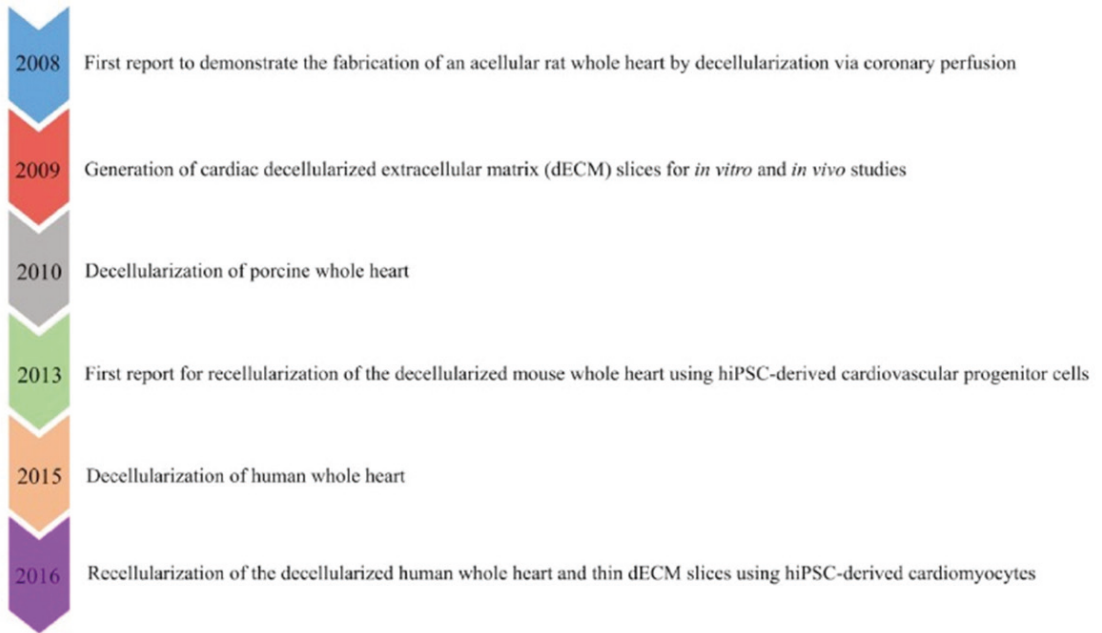 2008 First report to demonstrate the fabrication of an acellular rat whole heart by decellularization via coronary perfusion
2009 Generation of cardiac decellularized extracellular matrix (dECM) slices for in vitro and in vivo studies
2010 Decellularization of porcine whole heart
2013 First report for recellularization of the decellularized mouse whole heart using hiPSC-derived cardiovascular progenitor cells
2015 Decellularization of human whole heart
2016 Recellularization of the decellularized human whole heart and thin dECM slices using hiPSC-derived cardiomyocytes